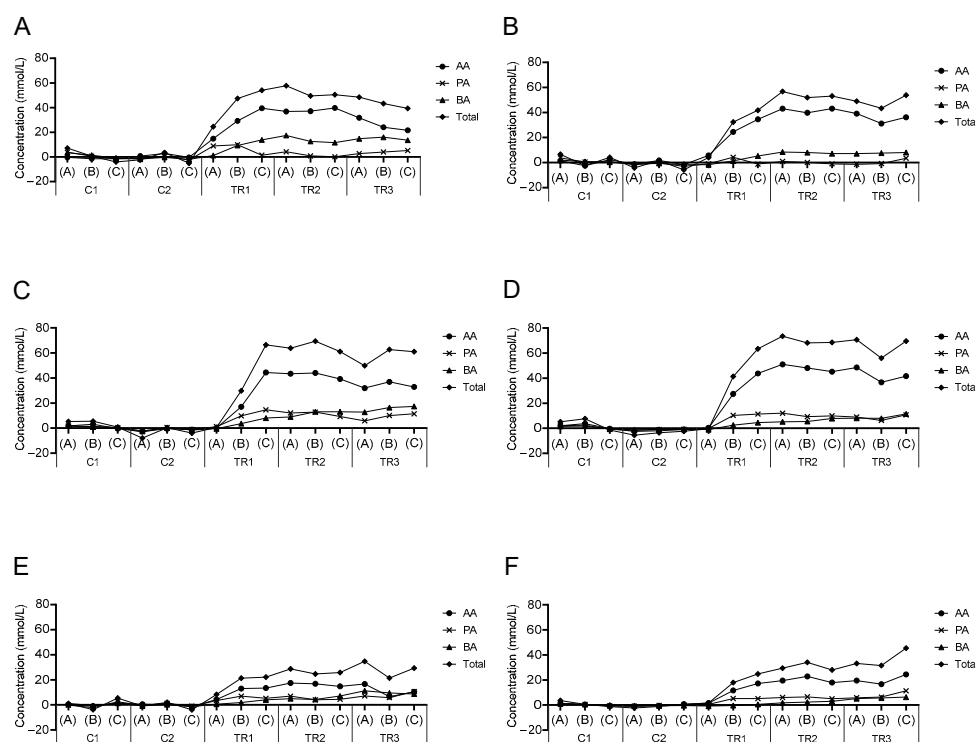 A
Concentration (mmol/L)
80
60
40
20
0
−20
(A) (B) (C) (A) (B) (C) (A) (B) (C) (A) (B) (C) (A) (B) (C)
C1 C2 TR1 TR2 TR3
AA
PA
BA
Total
B
Concentration (mmol/L)
80
60
40
20
0
−20
(A) (B) (C) (A) (B) (C) (A) (B) (C) (A) (B) (C) (A) (B) (C)
C1 C2 TR1 TR2 TR3
AA
PA
BA
Total
C
Concentration (mmol/L)
80
60
40
20
0
−20
(A) (B) (C) (A) (B) (C) (A) (B) (C) (A) (B) (C) (A) (B) (C)
C1 C2 TR1 TR2 TR3
AA
PA
BA
Total
D
Concentration (mmol/L)
80
60
40
20
0
−20
(A) (B) (C) (A) (B) (C) (A) (B) (C) (A) (B) (C) (A) (B) (C)
C1 C2 TR1 TR2 TR3
AA
PA
BA
Total
E
Concentration (mmol/L)
80
60
40
20
0
−20
(A) (B) (C) (A) (B) (C) (A) (B) (C) (A) (B) (C) (A) (B) (C)
C1 C2 TR1 TR2 TR3
AA
PA
BA
Total
F
Concentration (mmol/L)
80
60
40
20
0
−20
(A) (B) (C) (A) (B) (C) (A) (B) (C) (A) (B) (C) (A) (B) (C)
C1 C2 TR1 TR2 TR3
AA
PA
BA
Total